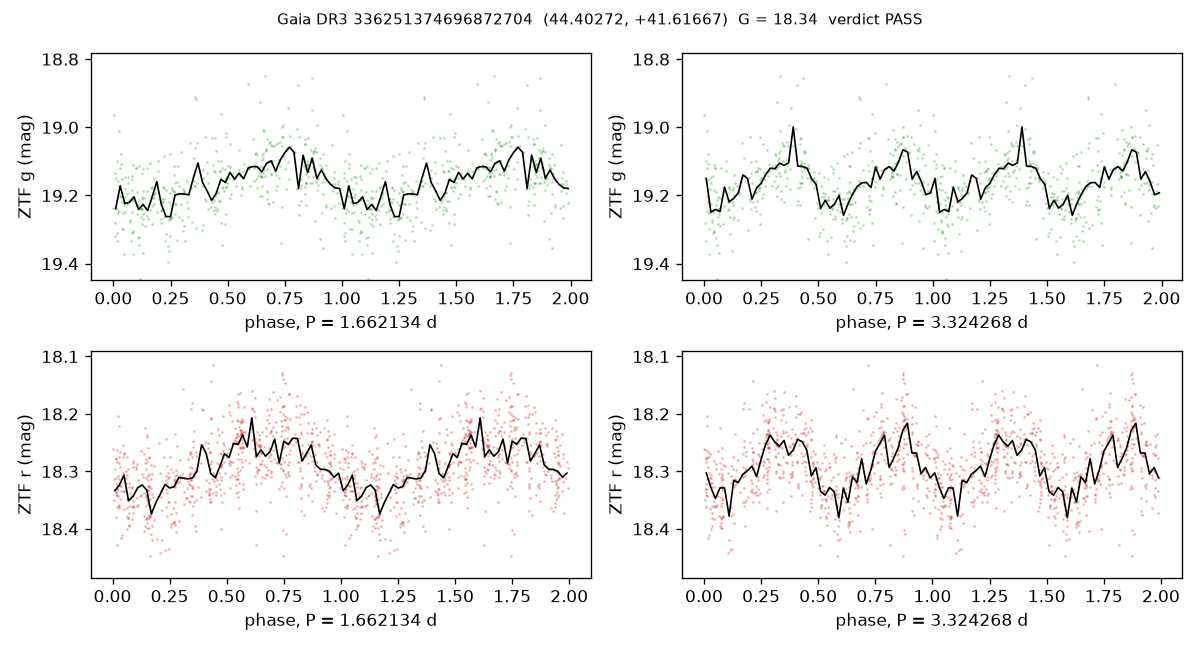 Gaia DR3 336251374696872704  (44.40272, +41.61667)  G = 18.34  verdict PASS
18.8
19.0
19.2
19.4
ZTF g (mag)
0.00 0.25 0.50 0.75 1.00 1.25 1.50 1.75 2.00
phase, P = 1.662134 d
18.8
19.0
19.2
19.4
ZTF g (mag)
0.00 0.25 0.50 0.75 1.00 1.25 1.50 1.75 2.00
phase, P = 3.324268 d
18.1
18.2
18.3
18.4
ZTF r (mag)
0.00 0.25 0.50 0.75 1.00 1.25 1.50 1.75 2.00
phase, P = 1.662134 d
18.1
18.2
18.3
18.4
ZTF r (mag)
0.00 0.25 0.50 0.75 1.00 1.25 1.50 1.75 2.00
phase, P = 3.324268 d